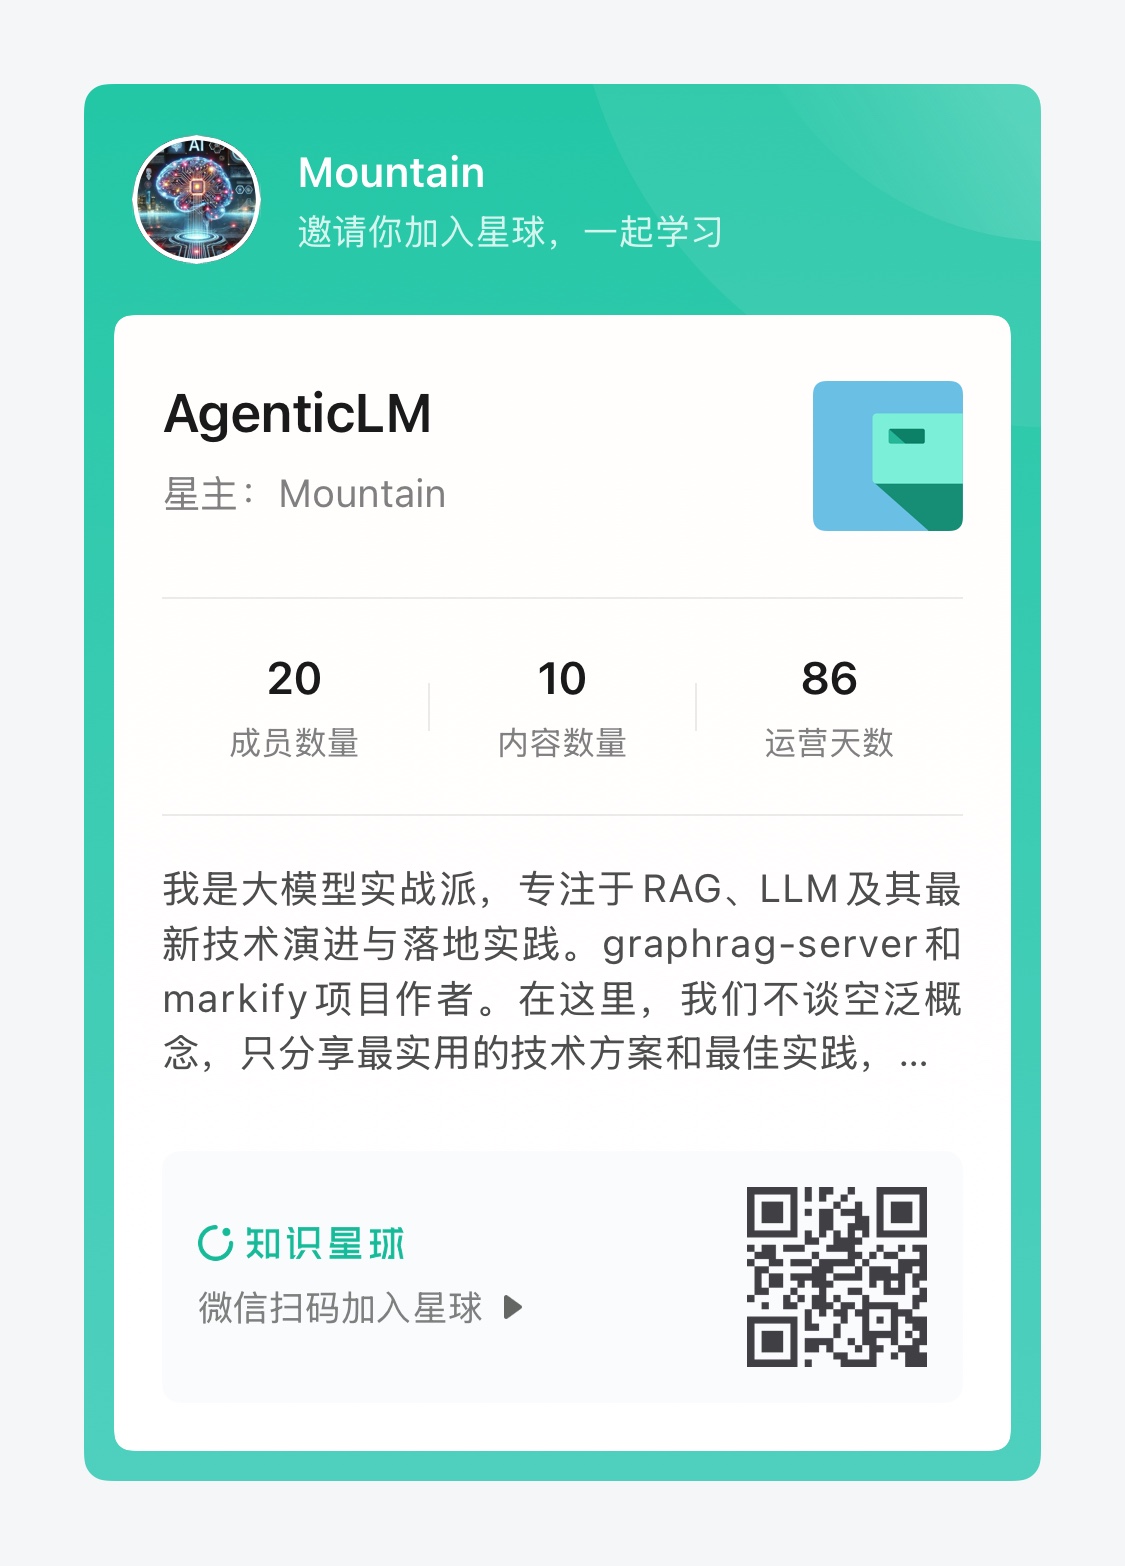 AI
Mountain
邀请你加入星球，一起学习
AgenticLM
星主：Mountain
20
成员数量
10
内容数量
86
运营天数
我是大模型实战派，专注于RAG、LLM及其最
新技术演进与落地实践。graphrag-server和
markify项目作者。在这里，我们不谈空泛概
念，只分享最实用的技术方案和最佳实践，...
知识星球
微信扫码加入星球